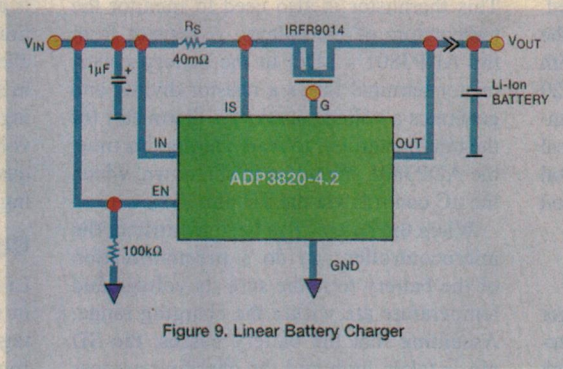 RS
40mΩ
IRFR9014
VIN
VOUT
1µF
+
-
IS
G
Li-Ion
BATTERY
IN
OUT
ADP3820-4.2
EN
100kΩ
GND
Figure 9. Linear Battery Charger